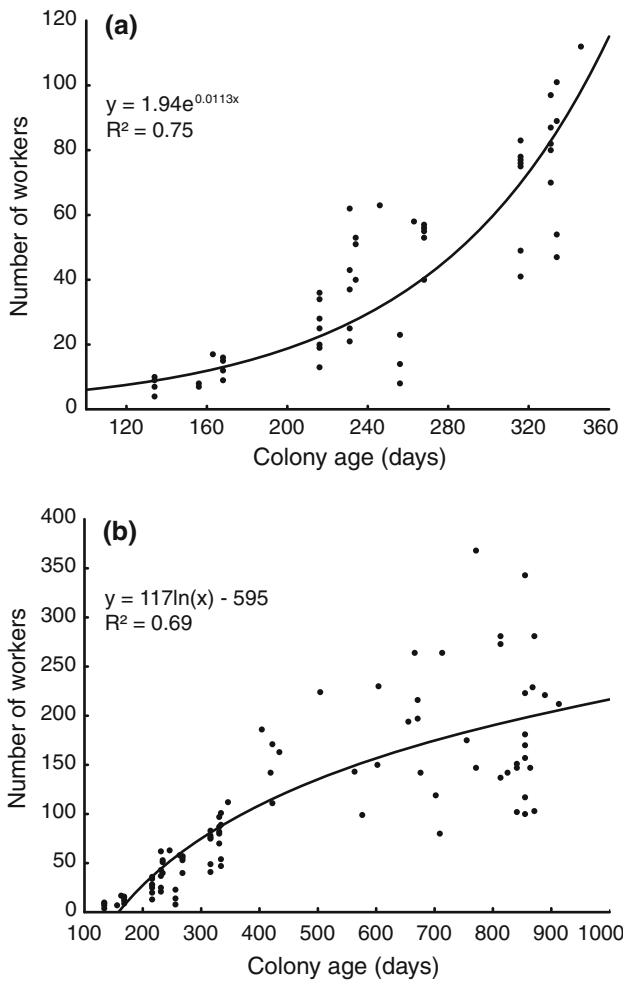 (a)
120
100
80
60
40
20
0
Number of workers
y = 1.94e^0.0113x
R² = 0.75
120 160 200 240 280 320 360
Colony age (days)
(b)
400
350
300
250
200
150
100
50
0
Number of workers
y = 117ln(x) - 595
R² = 0.69
100 200 300 400 500 600 700 800 900 1000
Colony age (days)